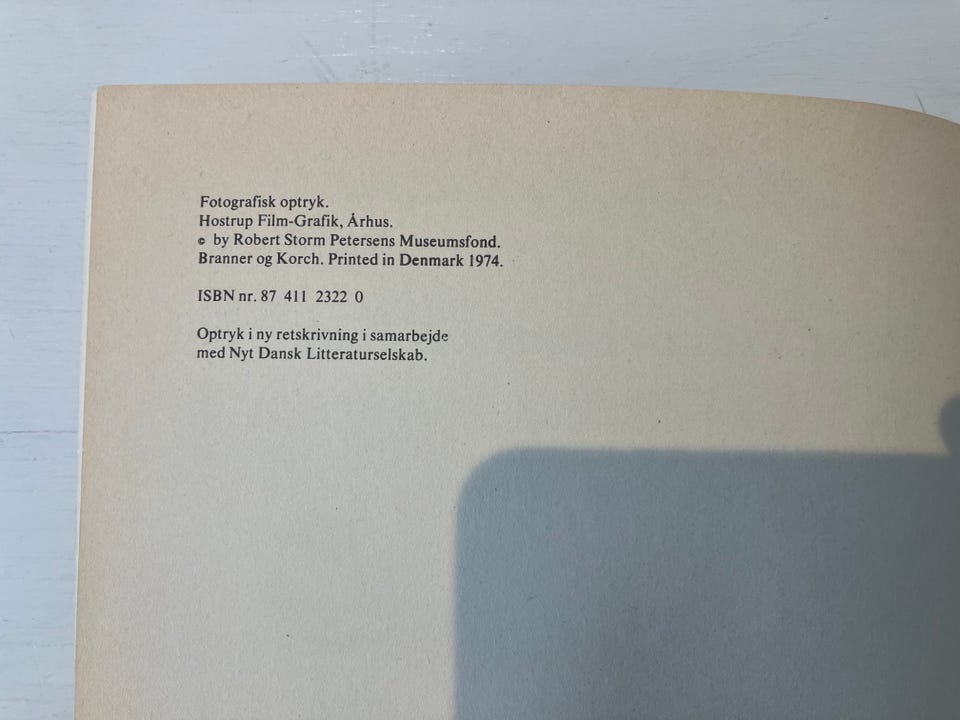 Fotografisk optryk.
Hostrup Film-Grafik, Århus.
© by Robert Storm Petersens Museumsfond.
Branner og Korch. Printed in Denmark 1974.
ISBN nr. 87 411 2322 0
Optryk i ny retskrivning i samarbejde
med Nyt Dansk Litteraturselskab.